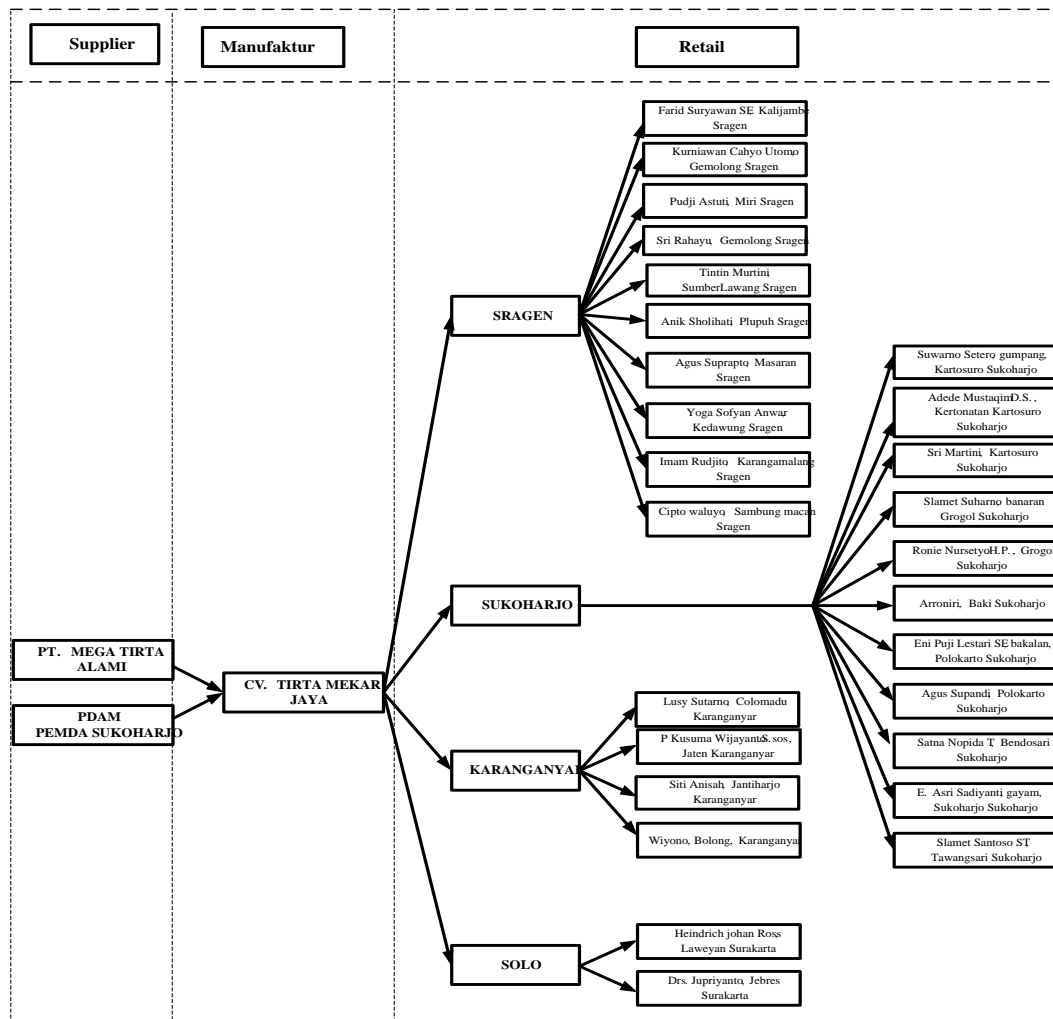 Supplier
Manufaktur
Retail
PT. MEGA TIRTA
ALAMI
PDAM
PEMDA SUKOHARJO
CV. TIRTA MEKAR
JAYA
SRAGEN
Farid Suryawan SE, Kalijambe
Sragen
Kurniawan Cahyo Utomo,
Gemolong Sragen
Pudji Astuti, Miri Sragen
Sri Rahayu, Gemolong Sragen
Tintin Murtini,
SumberLawang Sragen
Anik Sholihati, Plupuh Sragen
Agus Suprapto, Masaran
Sragen
Yoga Sofyan Anwar,
Kedawung Sragen
Imam Rudjito, Karangamalang
Sragen
Cipto waluyo, Sambung macan
Sragen
SUKOHARJO
Suwarno Setero, gumpang,
Kartosuro Sukoharjo
Adede Mustaqim D.S.,
Kertonatan Kartosuro
Sukoharjo
Sri Martini, Kartosuro
Sukoharjo
Slamet Suharno, banaran
Grogol Sukoharjo
Ronie Nursetyo H.P., Grogol
Sukoharjo
Arroniri, Baki Sukoharjo
Eni Puji Lestari SE, bakalan,
Polokarto Sukoharjo
Agus Supandi, Polokarto
Sukoharjo
Satna Nopida T, Bendosari
Sukoharjo
E. Asri Sadiyanti, gayam,
Sukoharjo Sukoharjo
Slamet Santoso ST,
Tawangsari Sukoharjo
KARANGANYAR
Lusy Sutarno, Colomadu
Karanganyar
P Kusuma Wijayanto, S.sos,
Jaten Karanganyar
Siti Anisah, Jantiharjo
Karanganyar
Wiyono, Bolong, Karanganyar
SOLO
Heindrich johan Ross,
Laweyan Surakarta
Drs. Jupriyanto, Jebres
Surakarta